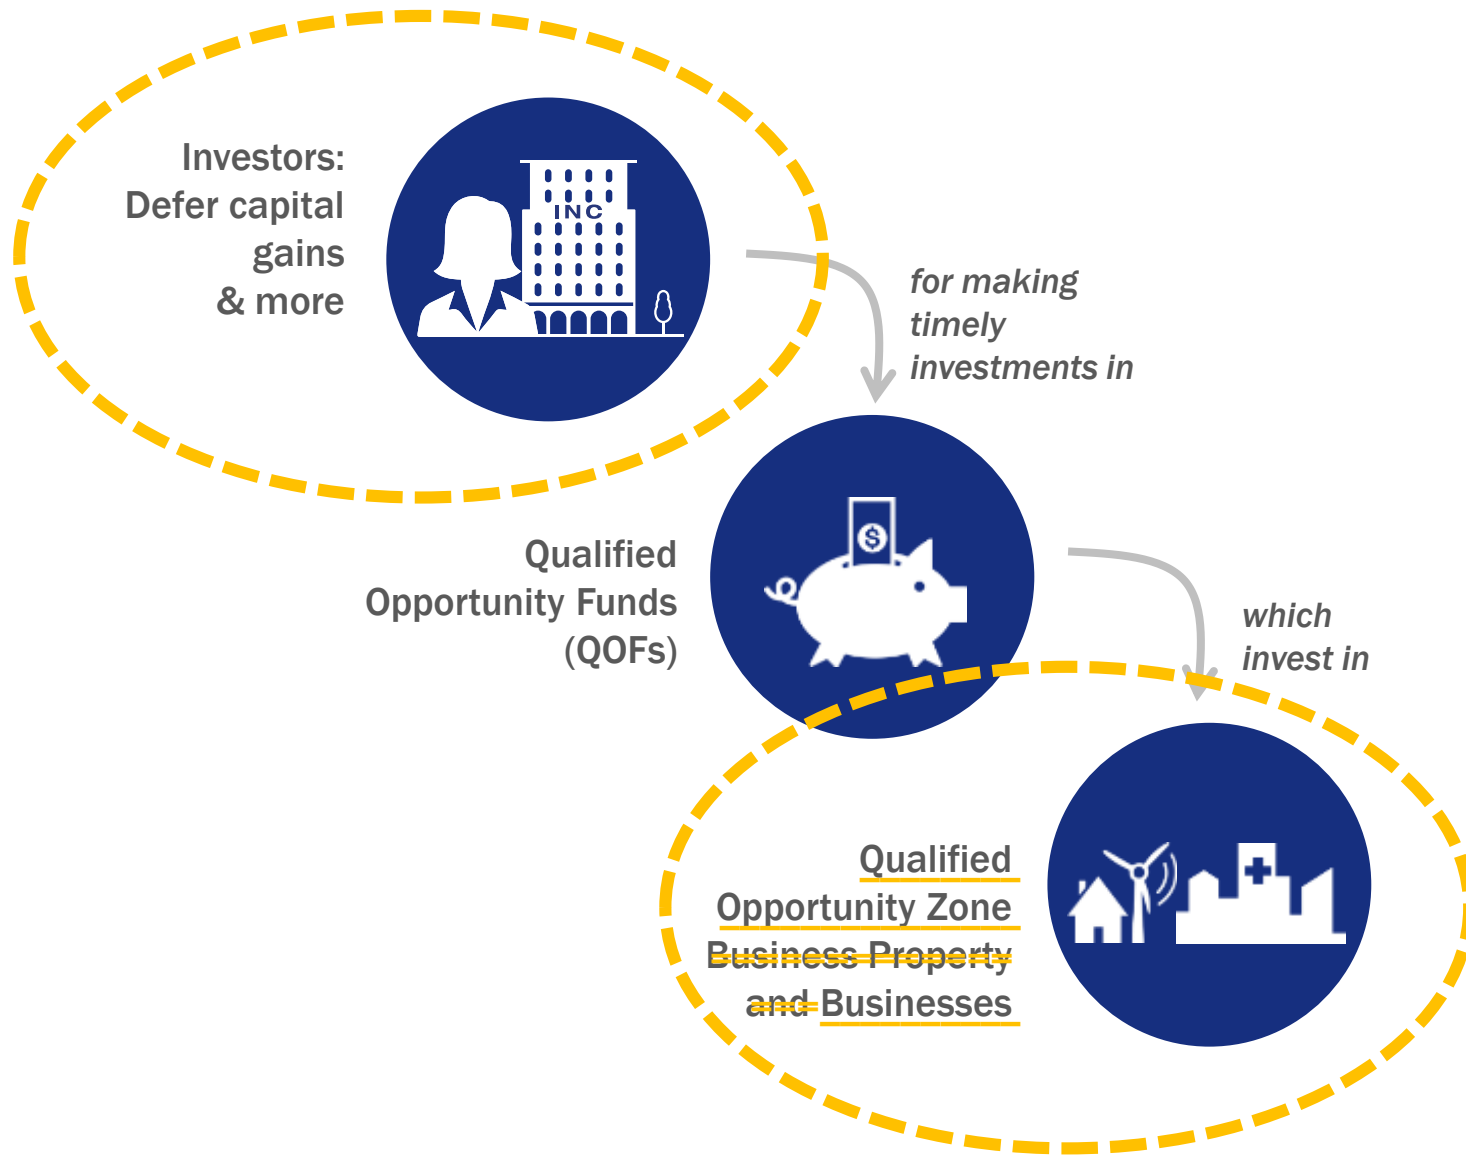 Investors:
Defer capital
gains
& more
INC
for making
timely
investments in
$
Qualified
Opportunity Funds
(QOFs)
which
invest in
Qualified
Opportunity Zone
Business Property
and Businesses